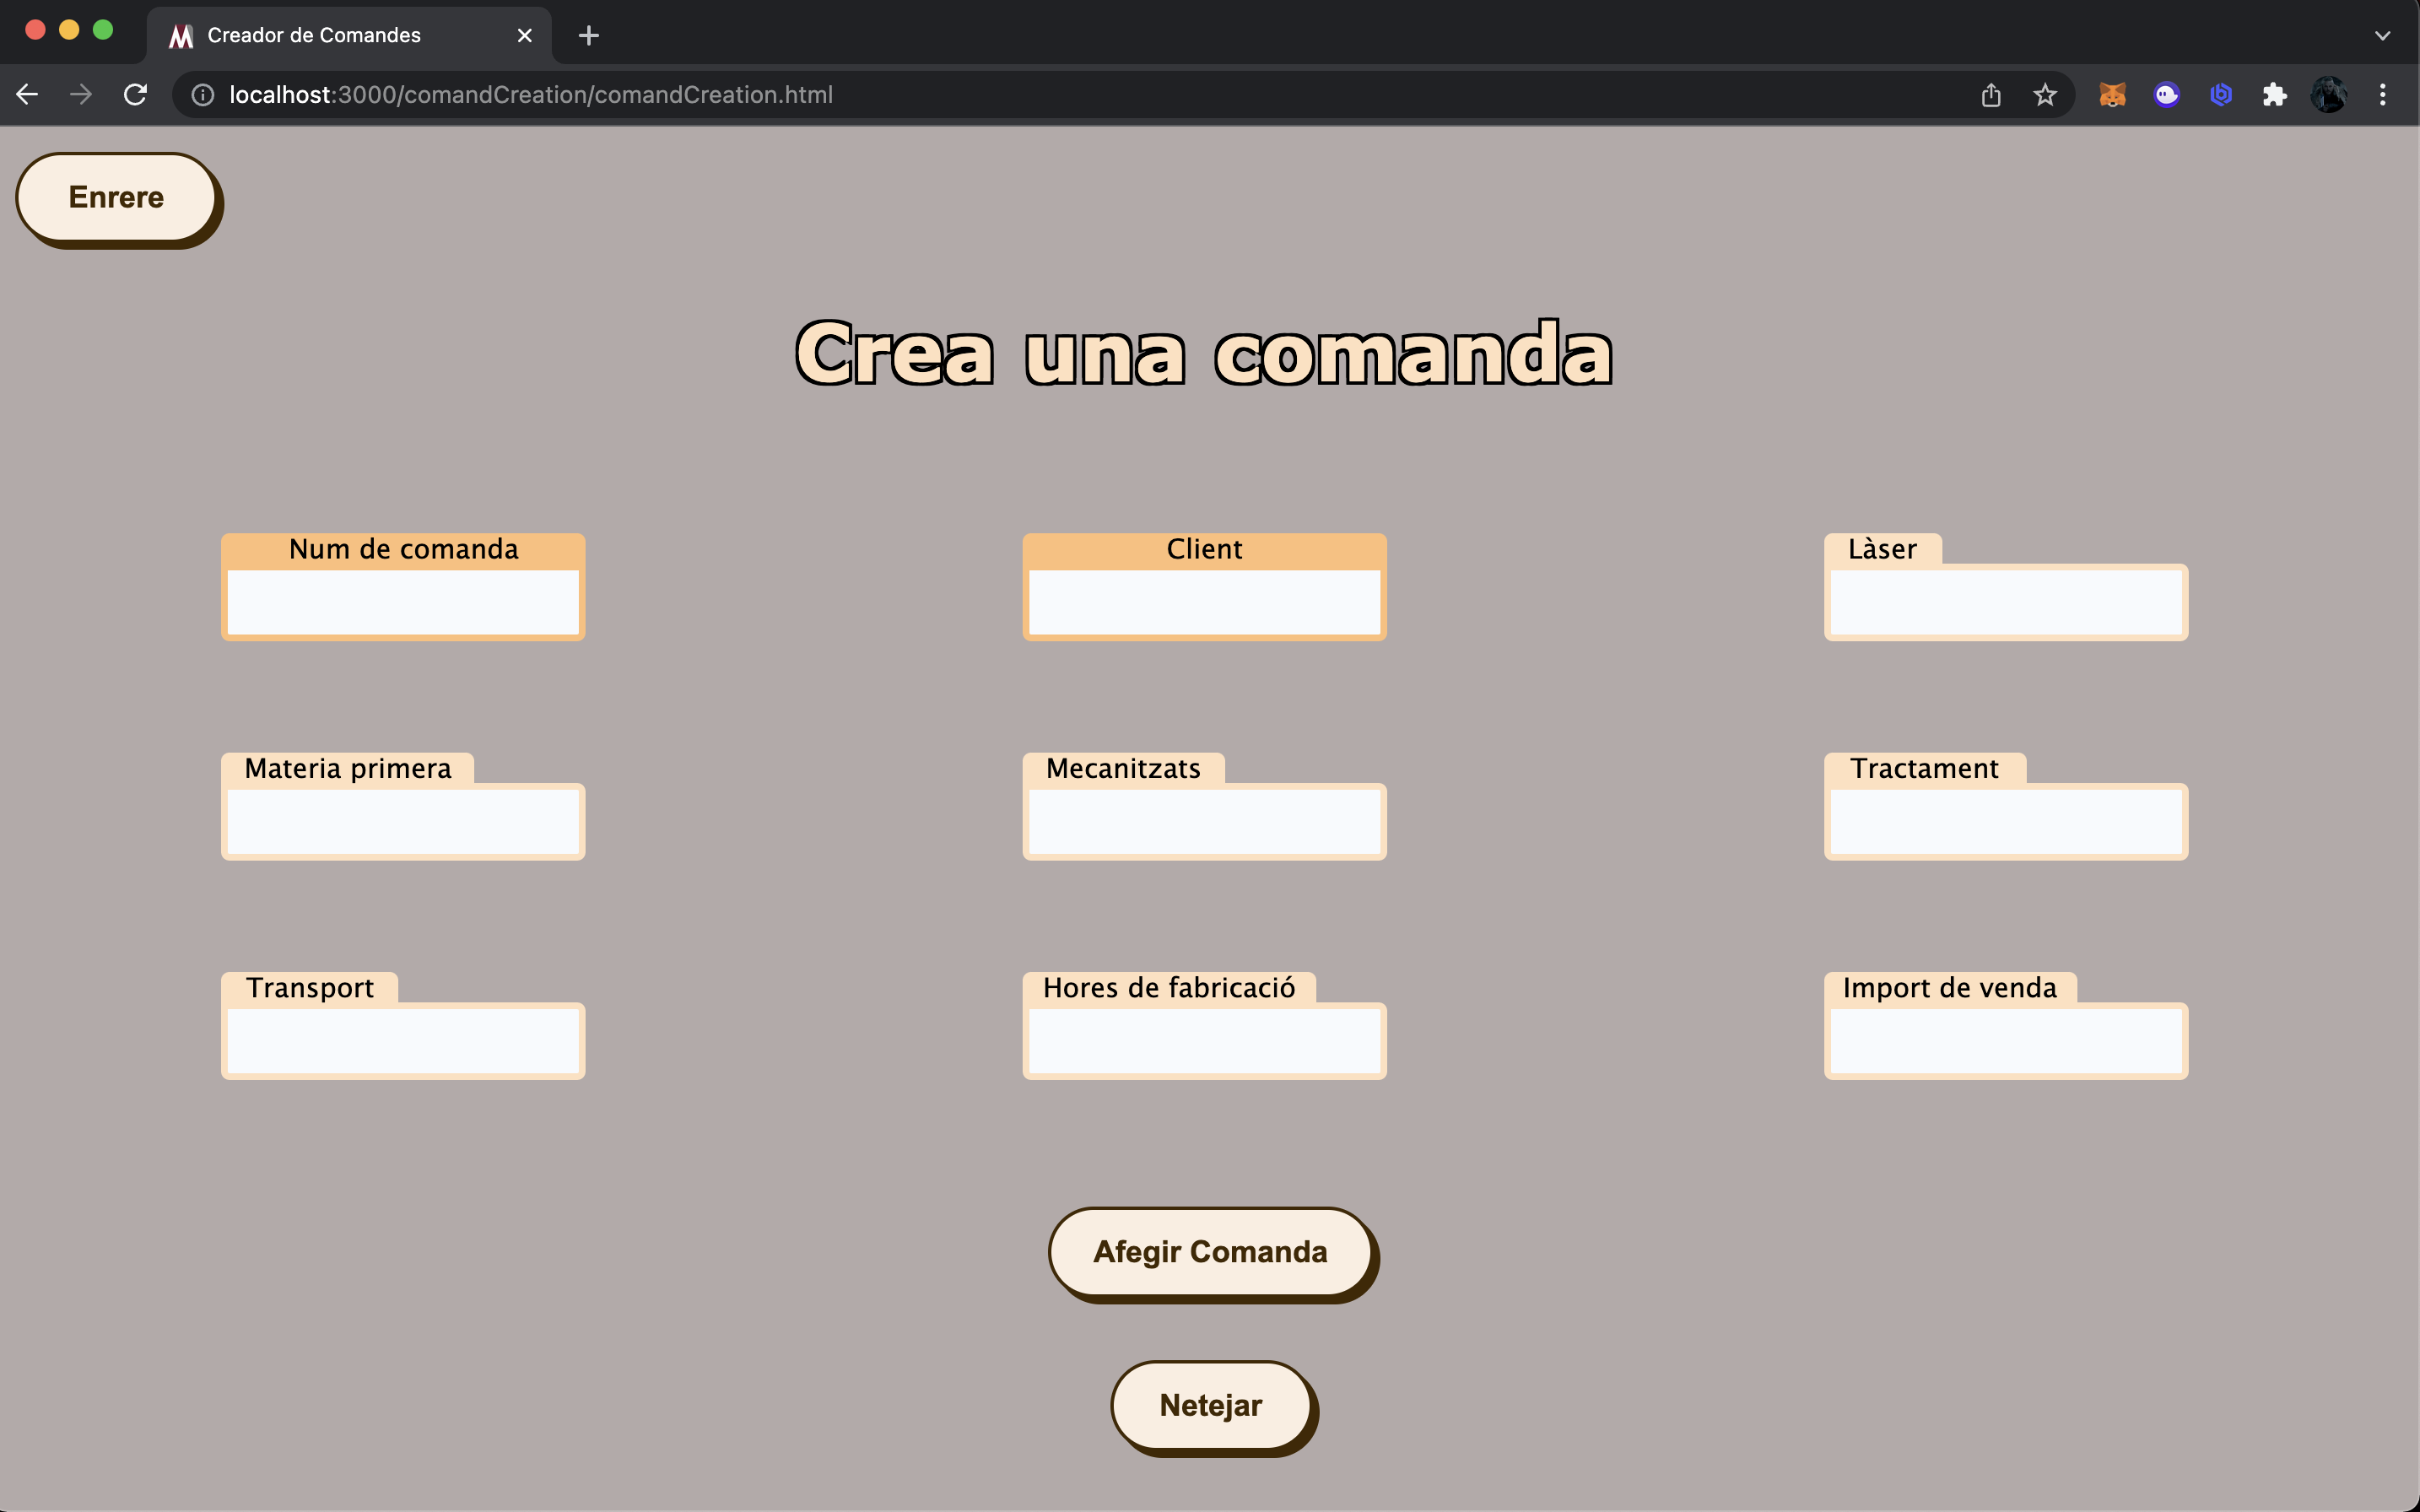 Creador de Comandes
localhost:3000/comandCreation/comandCreation.html
Enrere
Crea una comanda
Num de comanda
Client
Làser
Materia primera
Mecanitzats
Tractament
Transport
Hores de fabricació
Import de venda
Afegir Comanda
Netejar